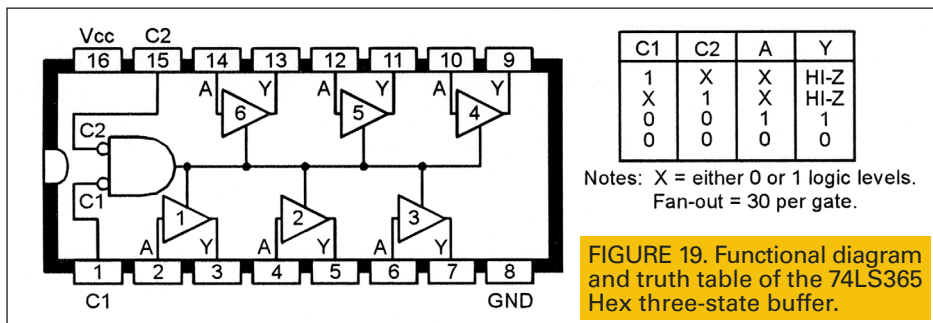 Vcc C2
16 15 14 13 12 11 10 9
A Y A Y A Y
6 5 4
C2
C1
1 2 3
A Y A Y A Y
1 2 3 4 5 6 7 8
C1 GND
C1 C2 A Y
1 X X HI-Z
X 1 X HI-Z
0 0 1 1
0 0 0 0
Notes: X = either 0 or 1 logic levels.
Fan-out = 30 per gate.
FIGURE 19. Functional diagram
and truth table of the 74LS365
Hex three-state buffer.